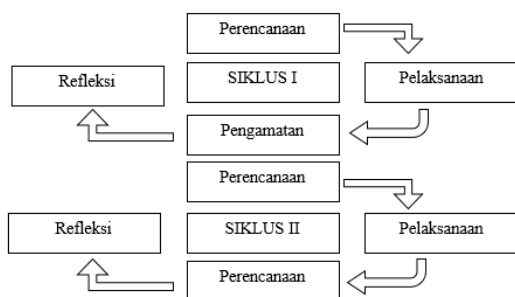 Perencanaan
Refleksi
SIKLUS I
Pelaksanaan
Pengamatan
Perencanaan
Refleksi
SIKLUS II
Pelaksanaan
Perencanaan